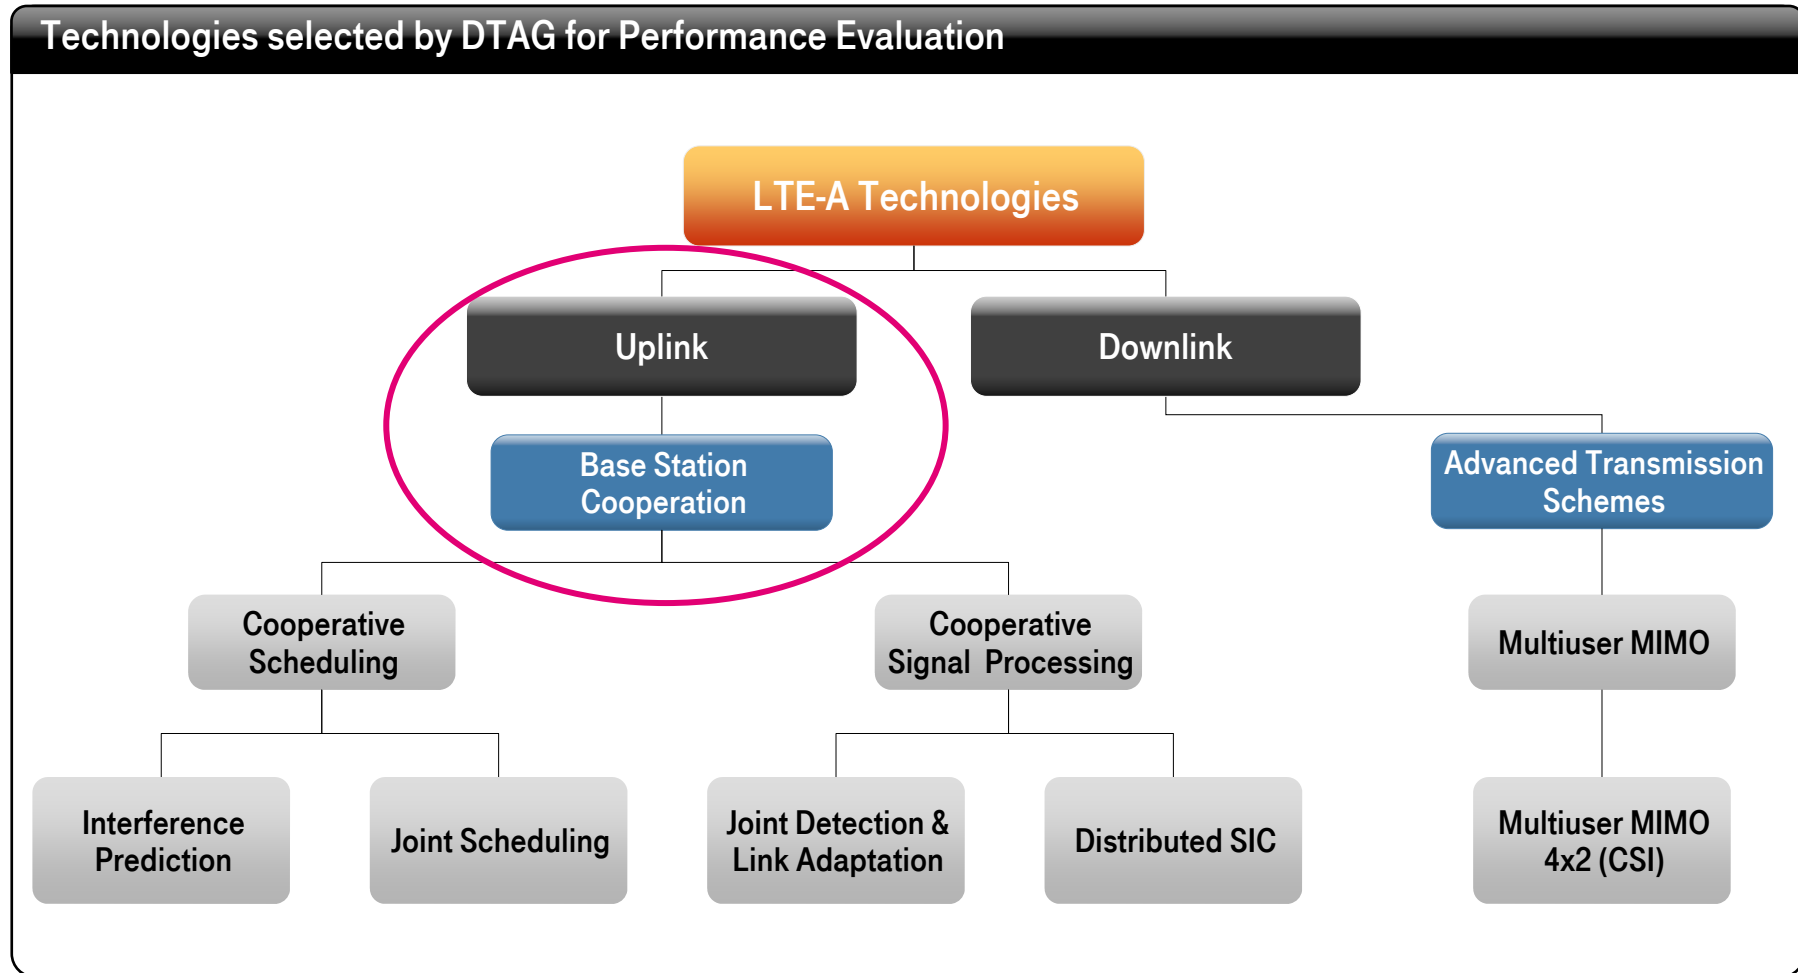 Technologies selected by DTAG for Performance Evaluation
LTE-A Technologies
Uplink
Downlink
Base Station
Cooperation
Advanced Transmission
Schemes
Cooperative
Scheduling
Cooperative
Signal Processing
Multiuser MIMO
Interference
Prediction
Joint Scheduling
Joint Detection &
Link Adaptation
Distributed SIC
Multiuser MIMO
4x2 (CSI)